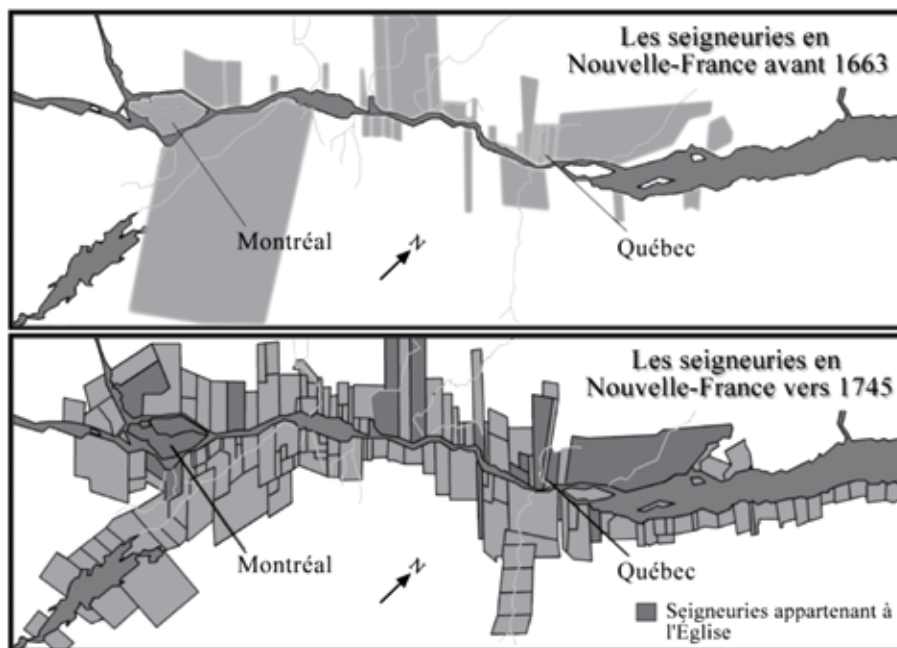 Les seigneuries en
Nouvelle-France avant 1663
Montréal
N
Québec
Les seigneuries en
Nouvelle-France vers 1745
Montréal
N
Québec
Seigneuries appartenant à
l'Église